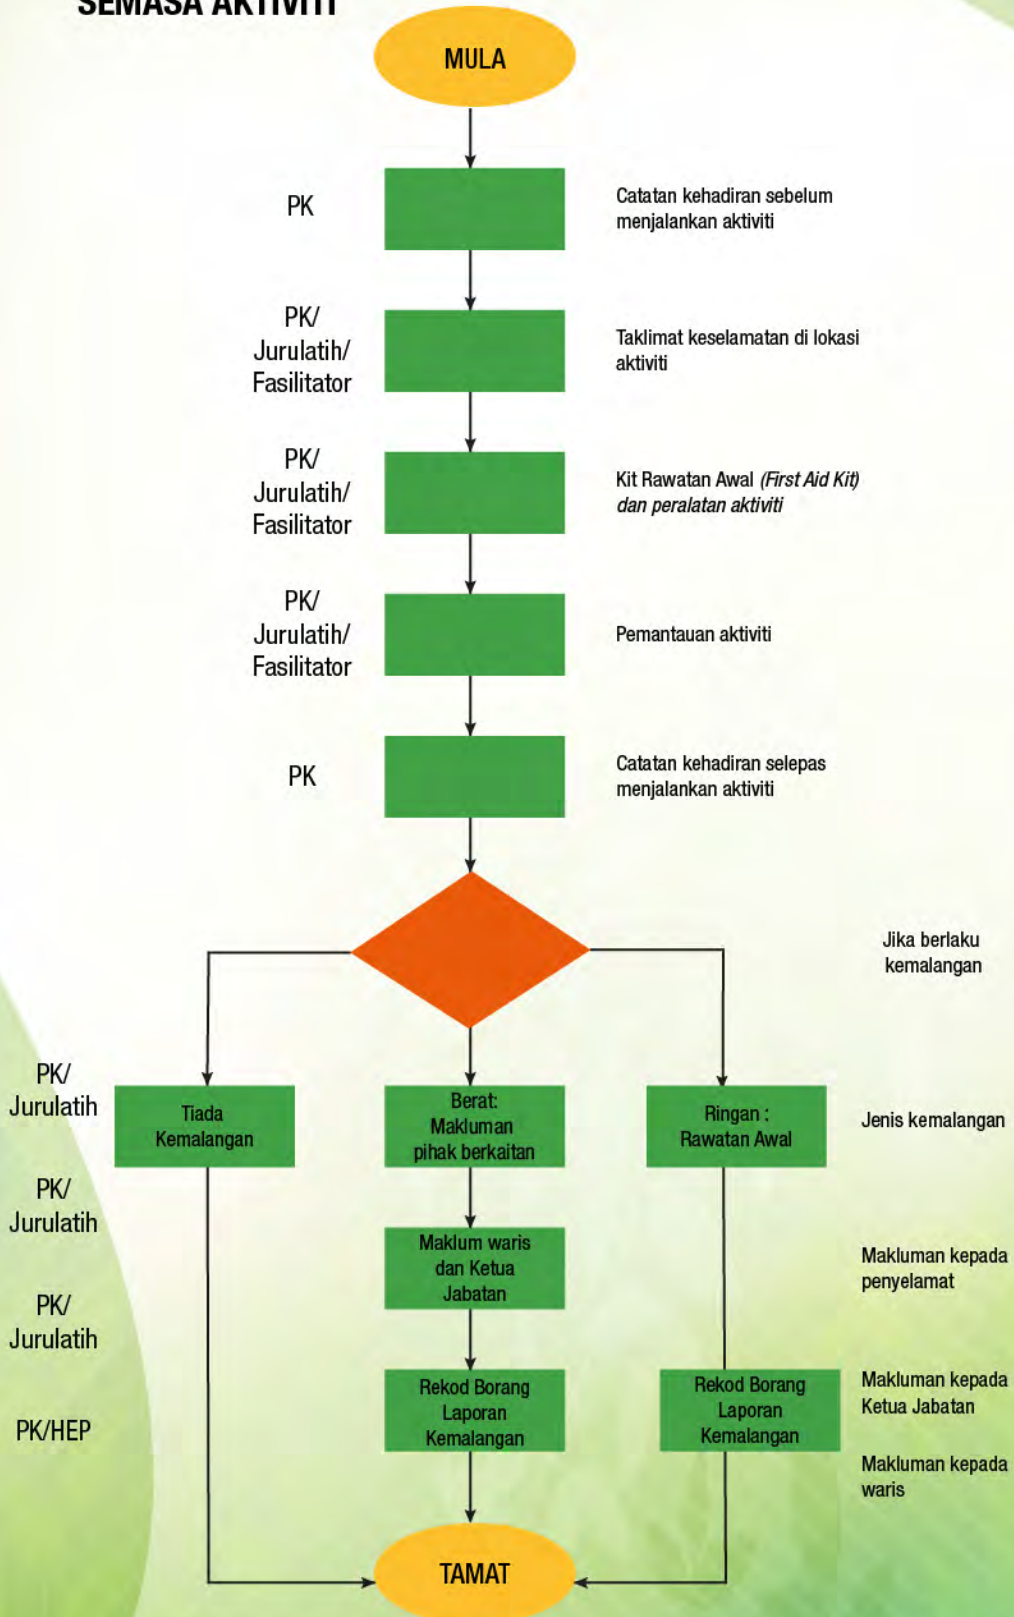 SEMASA AKTIVITI
MULA
PK
Catatan kehadiran sebelum
menjalankan aktiviti
PK/
Jurulatih/
Fasilitator
Taklimat keselamatan di lokasi
aktiviti
PK/
Jurulatih/
Fasilitator
Kit Rawatan Awal (First Aid Kit)
dan peralatan aktiviti
PK/
Jurulatih/
Fasilitator
Pemantauan aktiviti
PK
Catatan kehadiran selepas
menjalankan aktiviti
Jika berlaku
kemalangan
PK/
Jurulatih
Tiada
Kemalangan
Berat:
Makluman
pihak berkaitan
Ringan :
Rawatan Awal
Jenis kemalangan
PK/
Jurulatih
Maklum waris
dan Ketua
Jabatan
Makluman kepada
penyelamat
PK/
Jurulatih
Rekod Borang
Laporan
Kemalangan
Rekod Borang
Laporan
Kemalangan
Makluman kepada
Ketua Jabatan
PK/HEP
Makluman kepada
waris
TAMAT